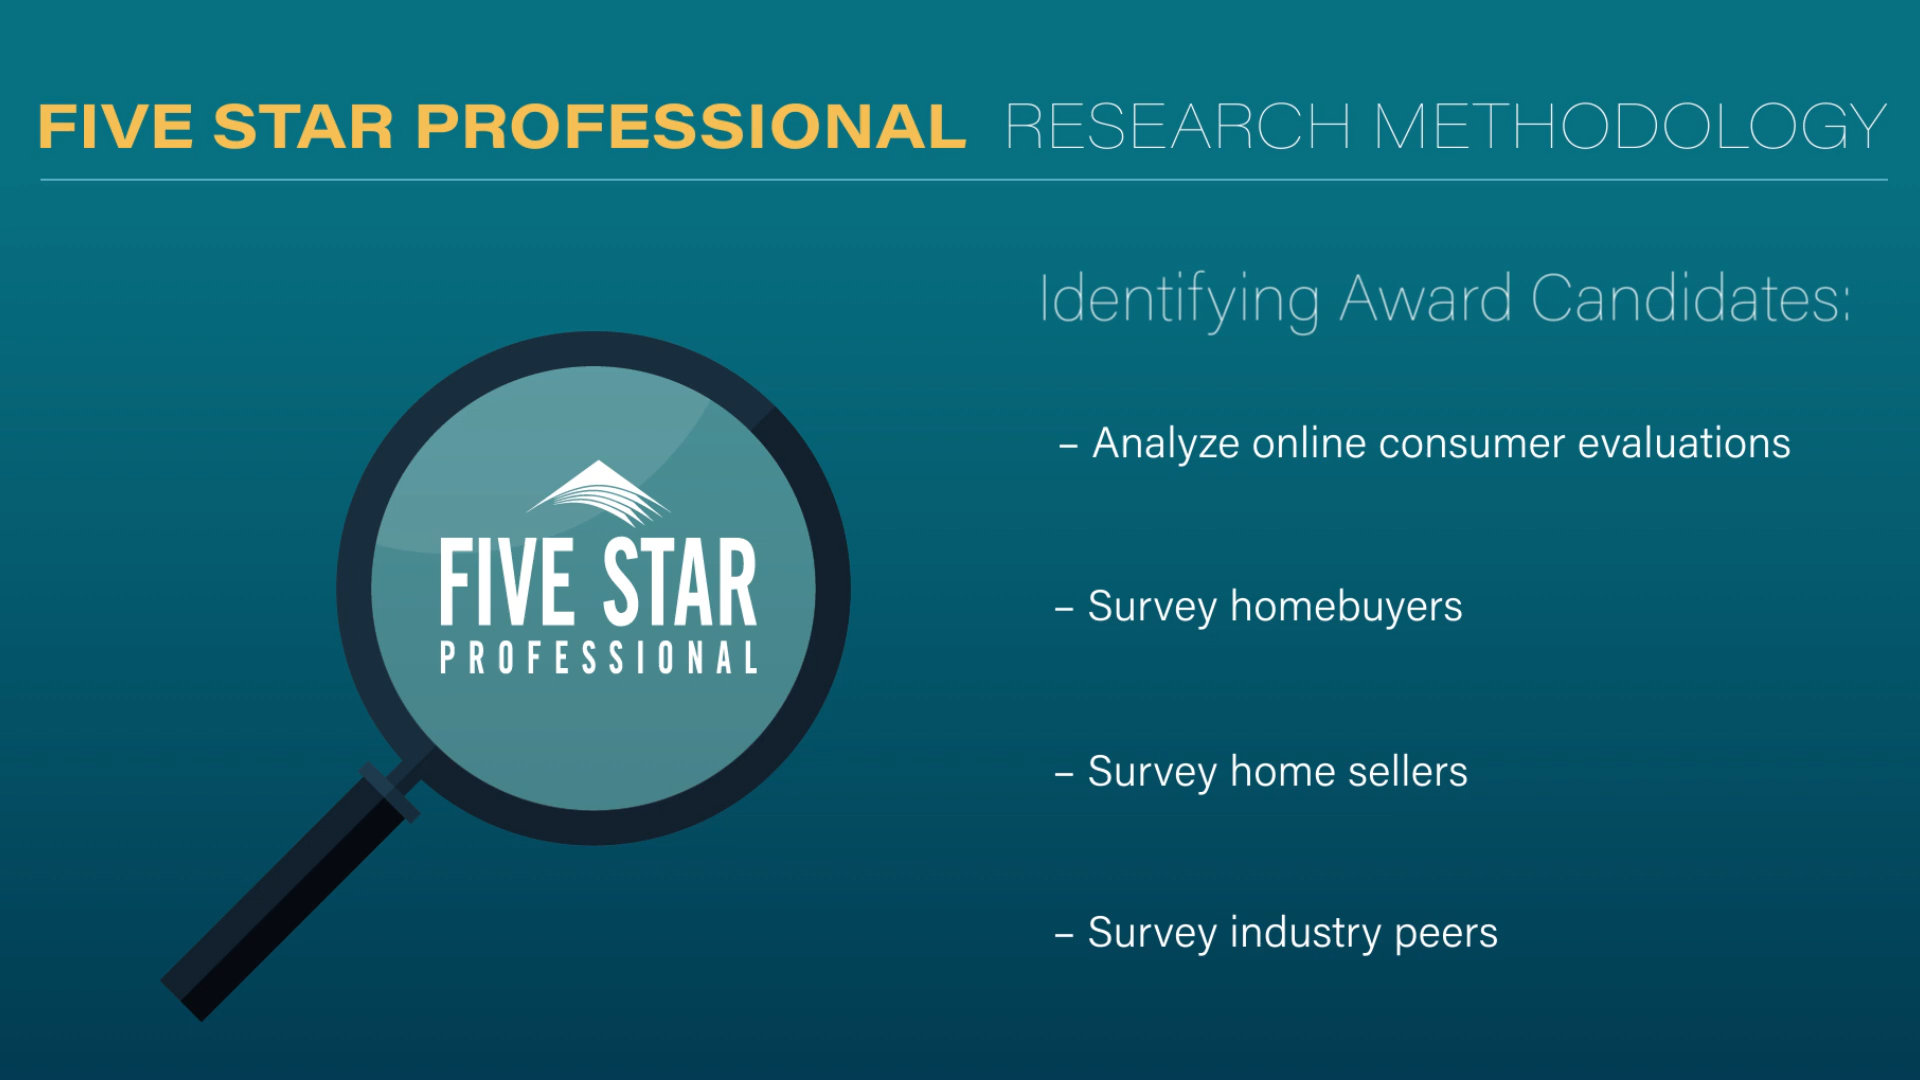 FIVE STAR PROFESSIONAL RESEARCH METHODOLOGY
Identifying Award Candidates:
– Analyze online consumer evaluations
– Survey homebuyers
– Survey home sellers
– Survey industry peers
FIVE STAR
PROFESSIONAL